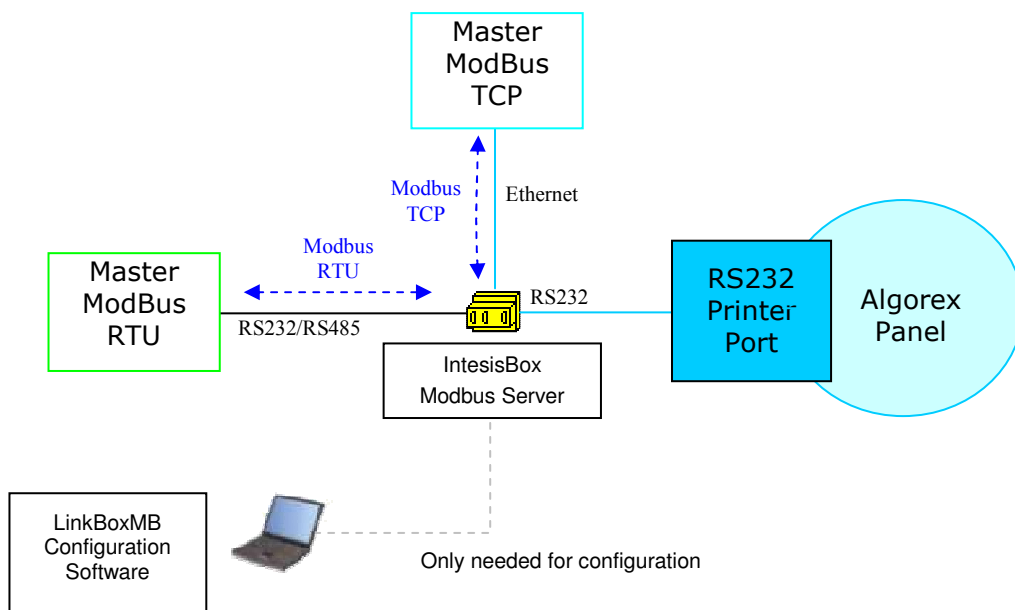 Master
ModBus
TCP
Modbus
TCP
Ethernet
Modbus
RTU
Master
ModBus
RTU
RS232/RS485
RS232
RS232
Printer
Port
Algorex
Panel
IntesisBox
Modbus Server
LinkBoxMB
Configuration
Software
Only needed for configuration